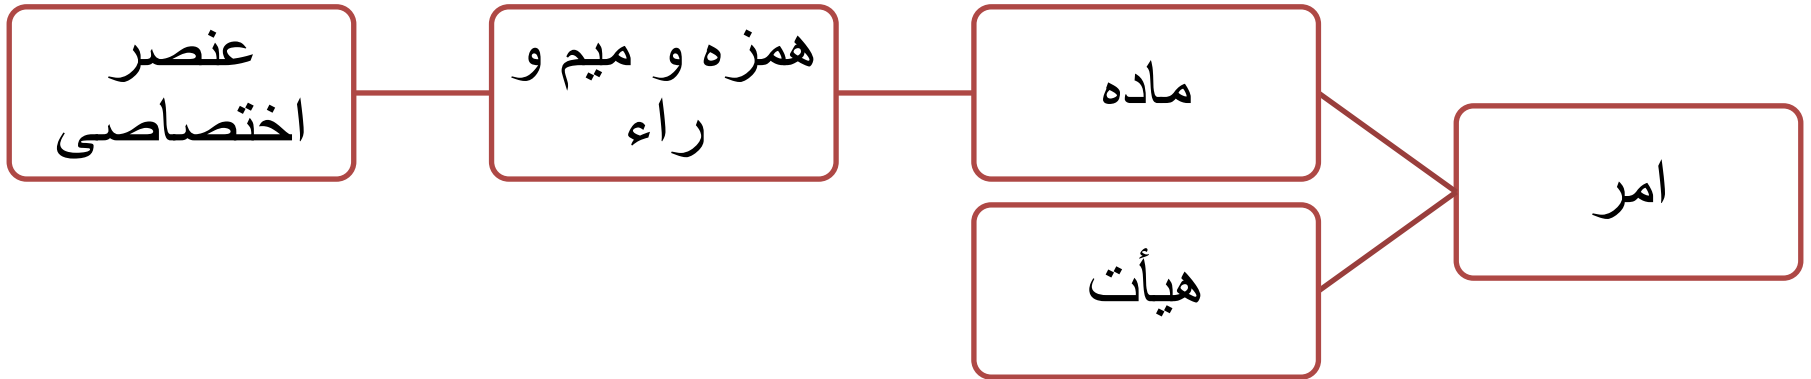 امر
ماده
همزه و میم و
راء
عنصر
اختصاصی
هیأت